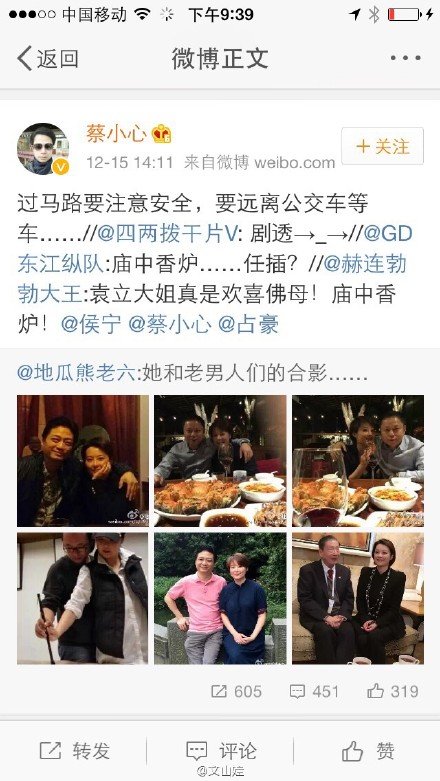 中国移动 下午9:39
返回 微博正文
蔡小心
12-15 14:11 来自微博 weibo.com
+关注
过马路要注意安全，要远离公交车等
车……//@四两拨千片V: 剧透→_→//@GD
东江纵队:庙中香炉……任插？//@赫连勃
勃大王:袁立大姐真是欢喜佛母！庙中香
炉！@侯宁 @蔡小心 @占豪
@地瓜熊老六:她和老男人们的合影……
605 451 319
转发 评论 赞
@文山娃